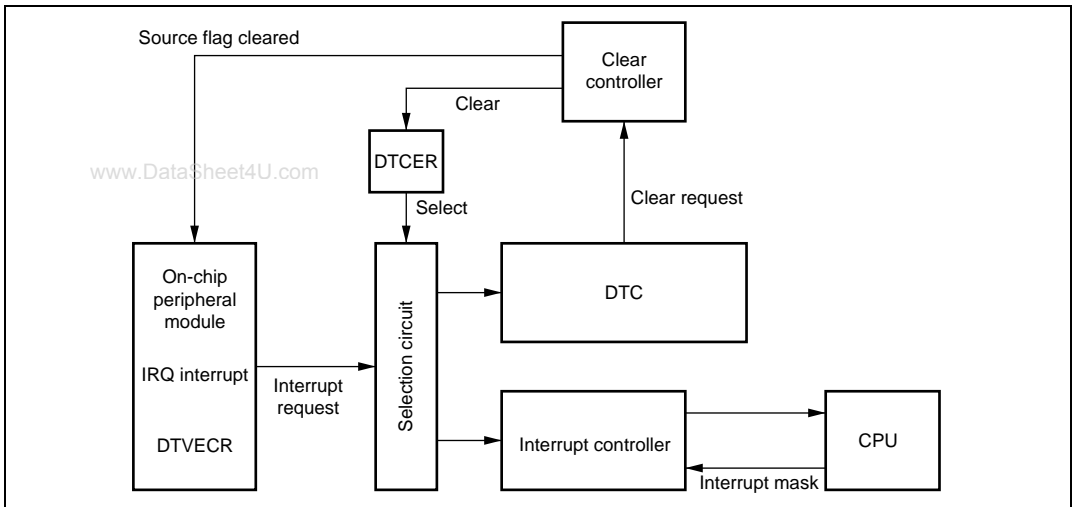 Source flag cleared
Clear
controller
Clear
DTCER
www.DataSheet4U.com
Select
Clear request
On-chip
peripheral
module
IRQ interrupt
DTVECR
Interrupt
request
Selection circuit
DTC
Interrupt controller
CPU
Interrupt mask